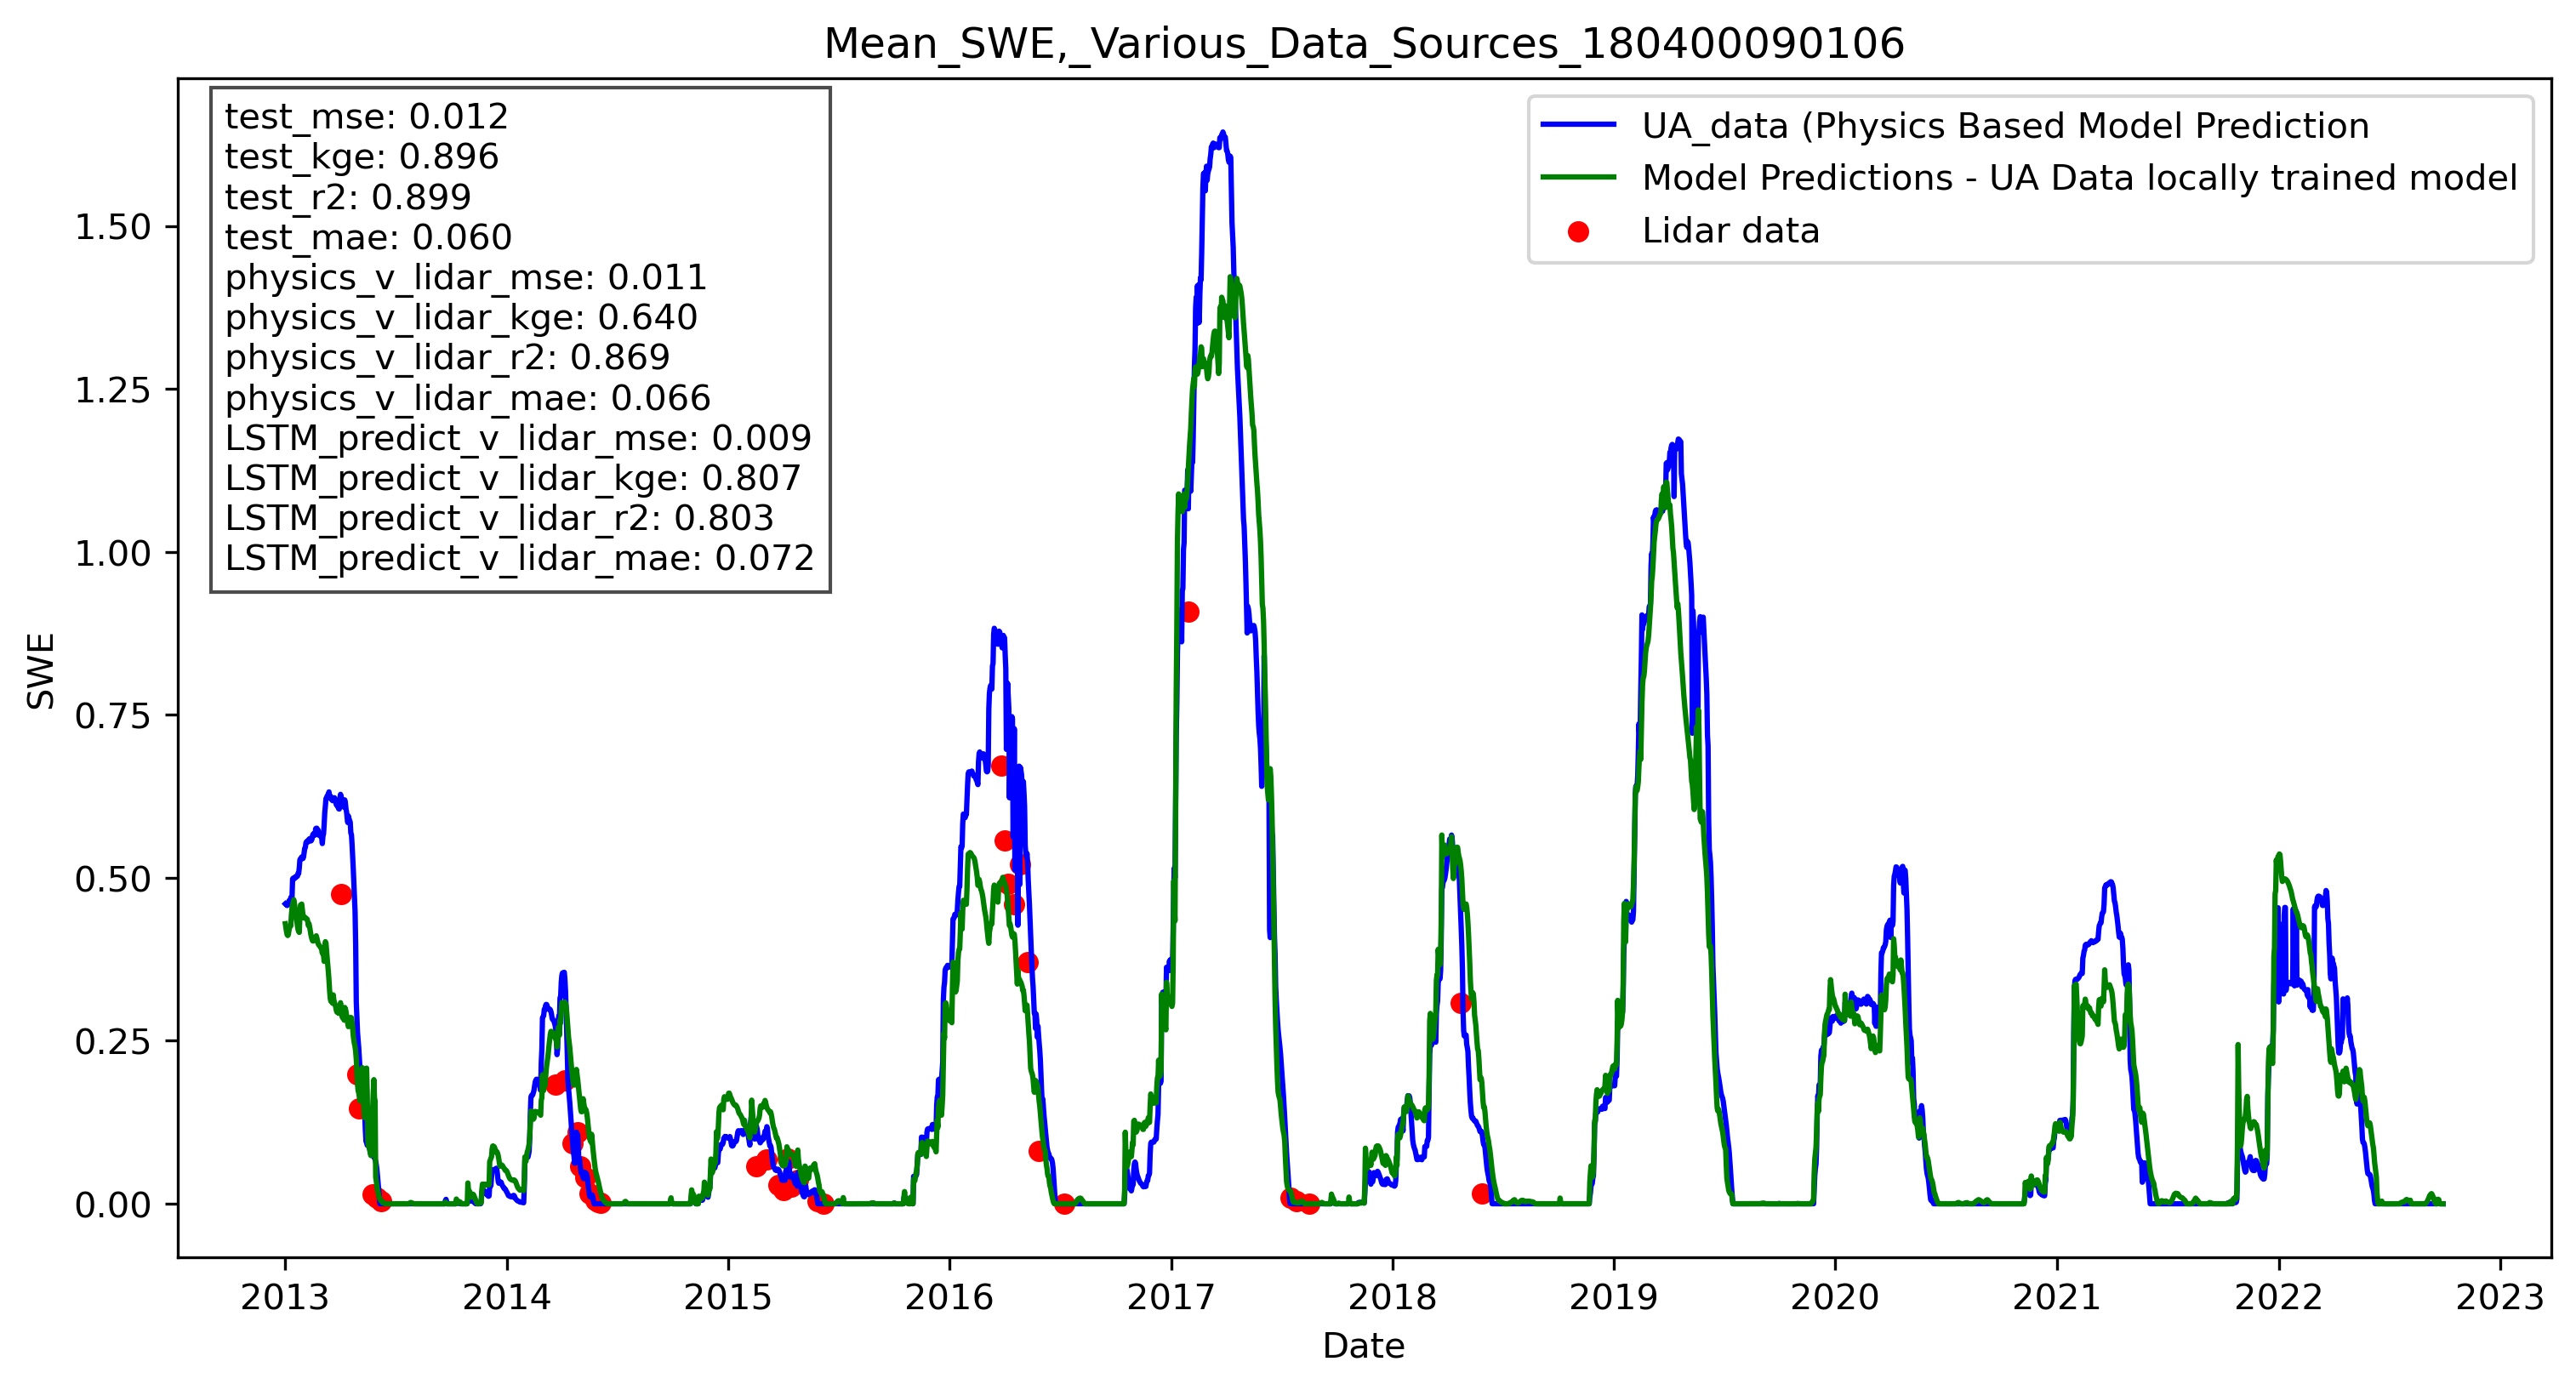 Mean_SWE,_Various_Data_Sources_180400090106
test_mse: 0.012
test_kge: 0.896
test_r2: 0.899
test_mae: 0.060
physics_v_lidar_mse: 0.011
physics_v_lidar_kge: 0.640
physics_v_lidar_r2: 0.869
physics_v_lidar_mae: 0.066
LSTM_predict_v_lidar_mse: 0.009
LSTM_predict_v_lidar_kge: 0.807
LSTM_predict_v_lidar_r2: 0.803
LSTM_predict_v_lidar_mae: 0.072
UA_data (Physics Based Model Prediction
Model Predictions - UA Data locally trained model
Lidar data
SWE
1.50
1.25
1.00
0.75
0.50
0.25
0.00
2013 2014 2015 2016 2017 2018 2019 2020 2021 2022 2023
Date